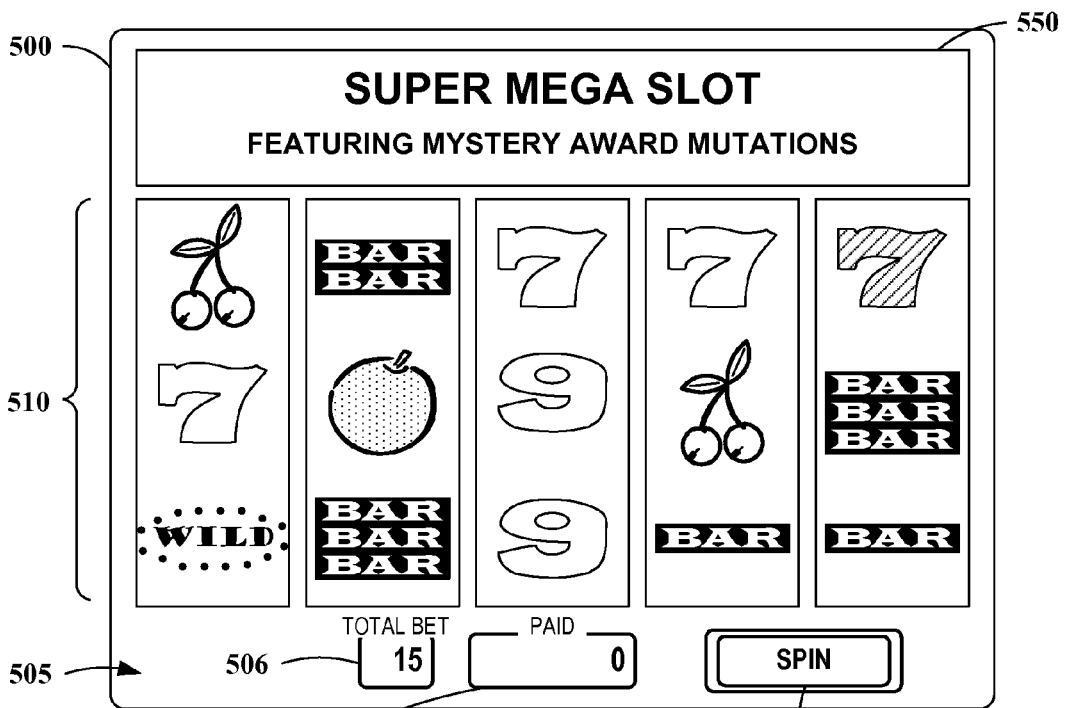 550
500
SUPER MEGA SLOT
FEATURING MYSTERY AWARD MUTATIONS
BAR
BAR
7
7
7
510
7
9
BAR
BAR
BAR
WILD
BAR
BAR
BAR
9
BAR
BAR
TOTAL BET
PAID
505
506
15
0
SPIN